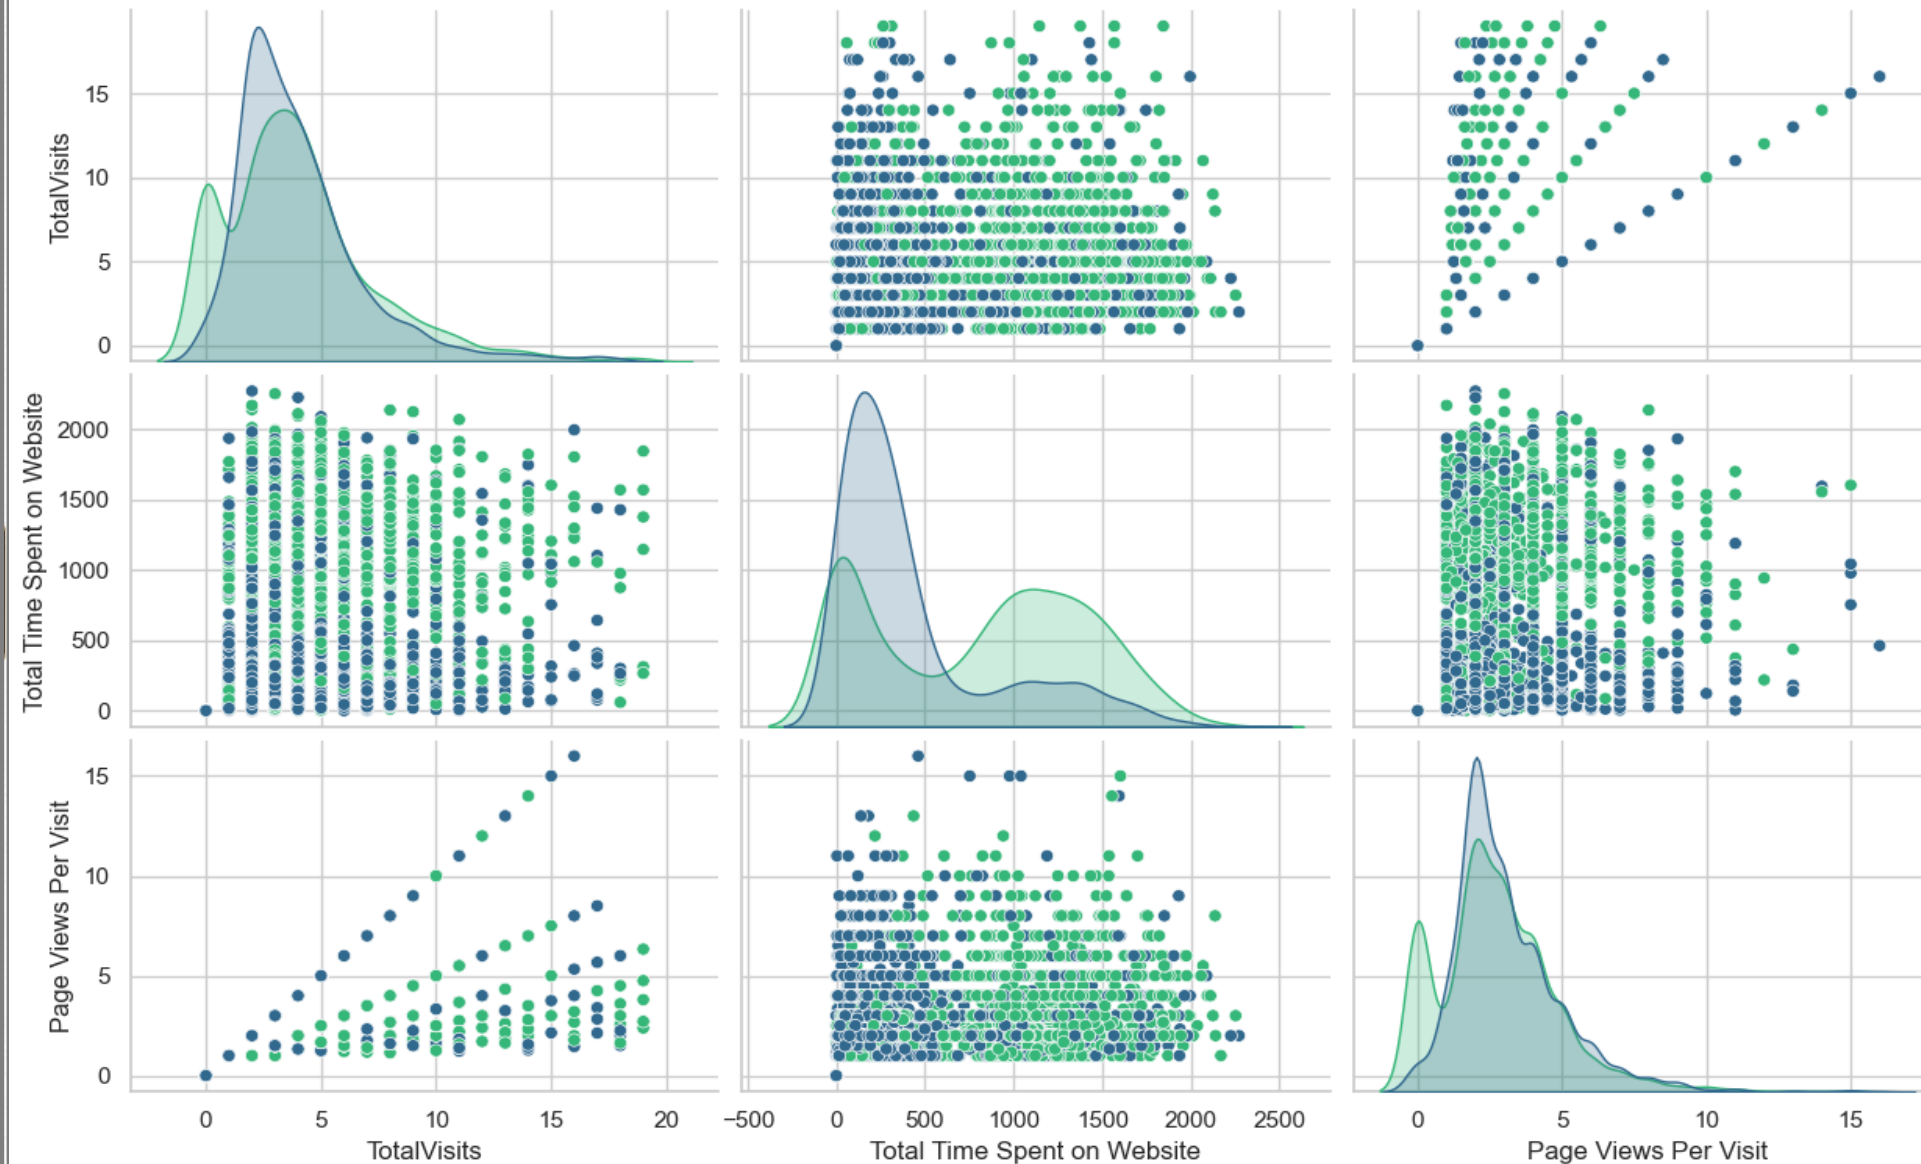 TotalVisits
15
10
5
0
Total Time Spent on Website
2000
1500
1000
500
0
Page Views Per Visit
15
10
5
0
0 5 10 15 20
−500 0 500 1000 1500 2000 2500
0 5 10 15
TotalVisits
Total Time Spent on Website
Page Views Per Visit